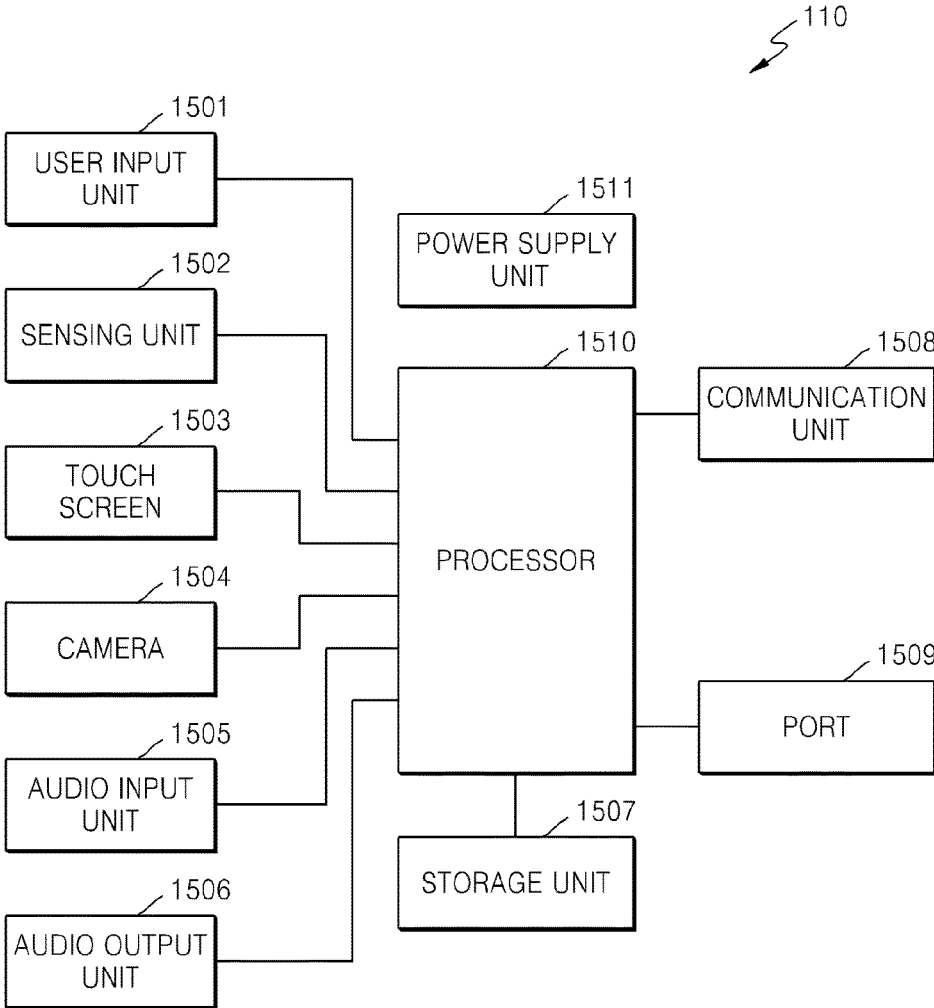 110
1501
USER INPUT
UNIT
1511
POWER SUPPLY
UNIT
1502
SENSING UNIT
1510
PROCESSOR
1508
COMMUNICATION
UNIT
1503
TOUCH
SCREEN
1504
CAMERA
1509
PORT
1505
AUDIO INPUT
UNIT
1507
STORAGE UNIT
1506
AUDIO OUTPUT
UNIT